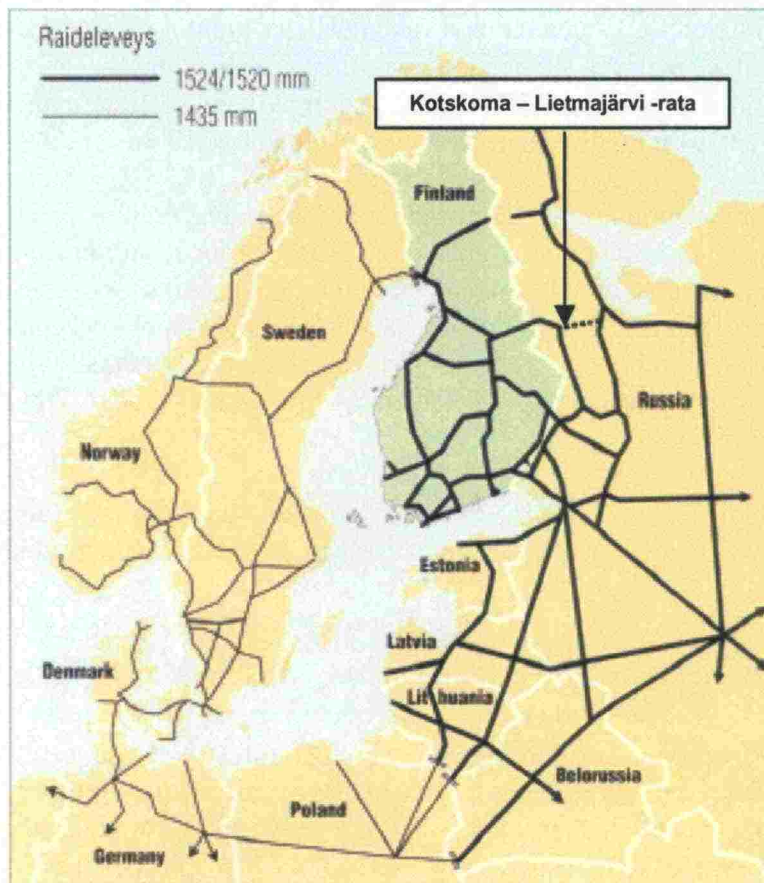 Raideleveys
1524/1520 mm
1435 mm
Kotskoma – Lietmajärvi -rata
Finland
Sweden
Russia
Norway
Estonia
Latvia
Denmark
Lithuania
Belorussia
Poland
Germany